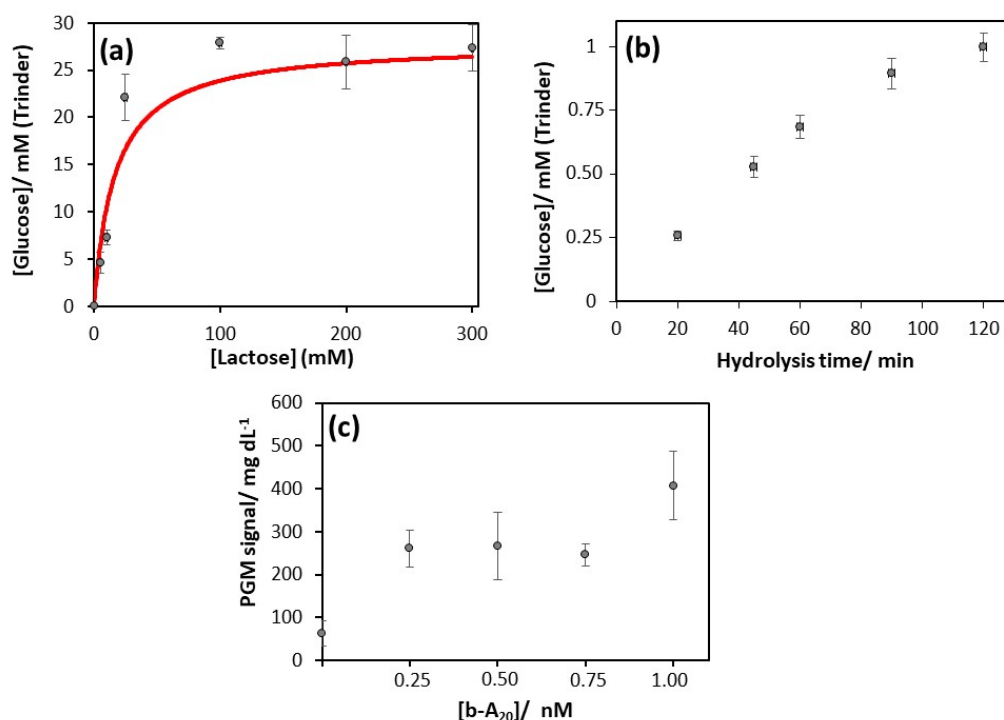 (a)
[Glucose]/ mM (Trinder)
30
25
20
15
10
5
0
0 100 200 300
[Lactose] (mM)
(b)
[Glucose]/ mM (Trinder)
1
0.75
0.50
0.25
0
0 20 40 60 80 100 120
Hydrolysis time/ min
(c)
PGM signal/ mg dL⁻¹
600
500
400
300
200
100
0
0.25 0.50 0.75 1.00
[b-A₂₀]/ nM